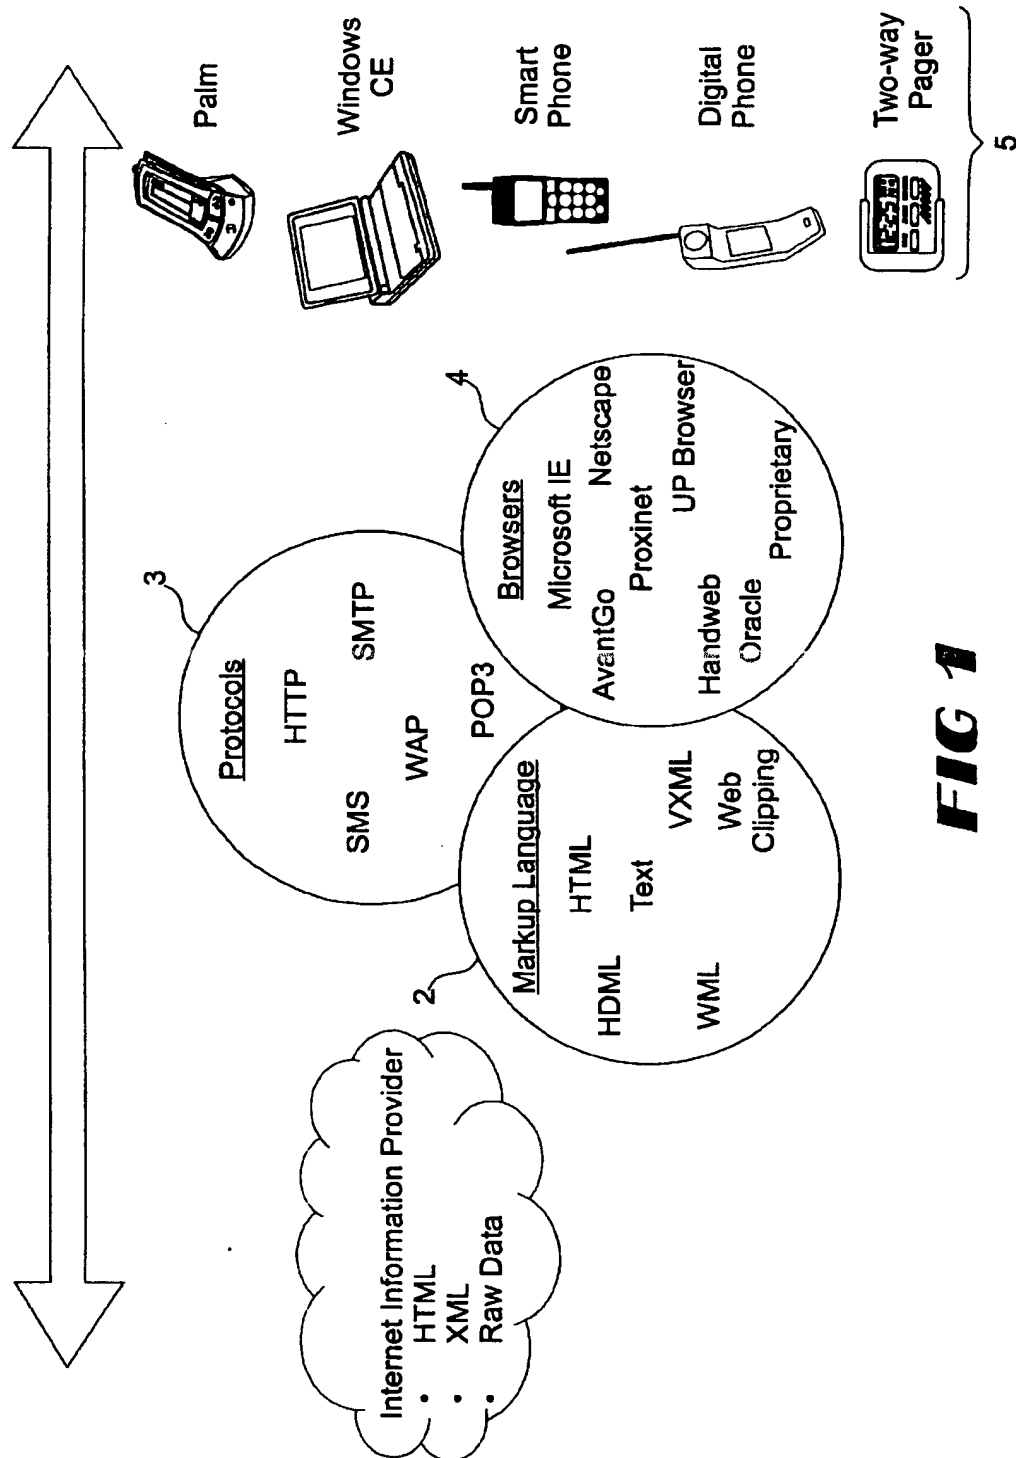 Internet Information Provider
• HTML
• XML
• Raw Data
2
Markup Language
HTML
HDML
Text
VXML
WML
Web
Clipping
3
Protocols
HTTP
SMS
SMTP
WAP
POP3
4
Browsers
Microsoft IE
Netscape
AvantGo
Proxinet
UP Browser
Handweb
Oracle
Proprietary
Palm
Windows
CE
Smart
Phone
Digital
Phone
Two-way
Pager
12:25
5
FIG 1